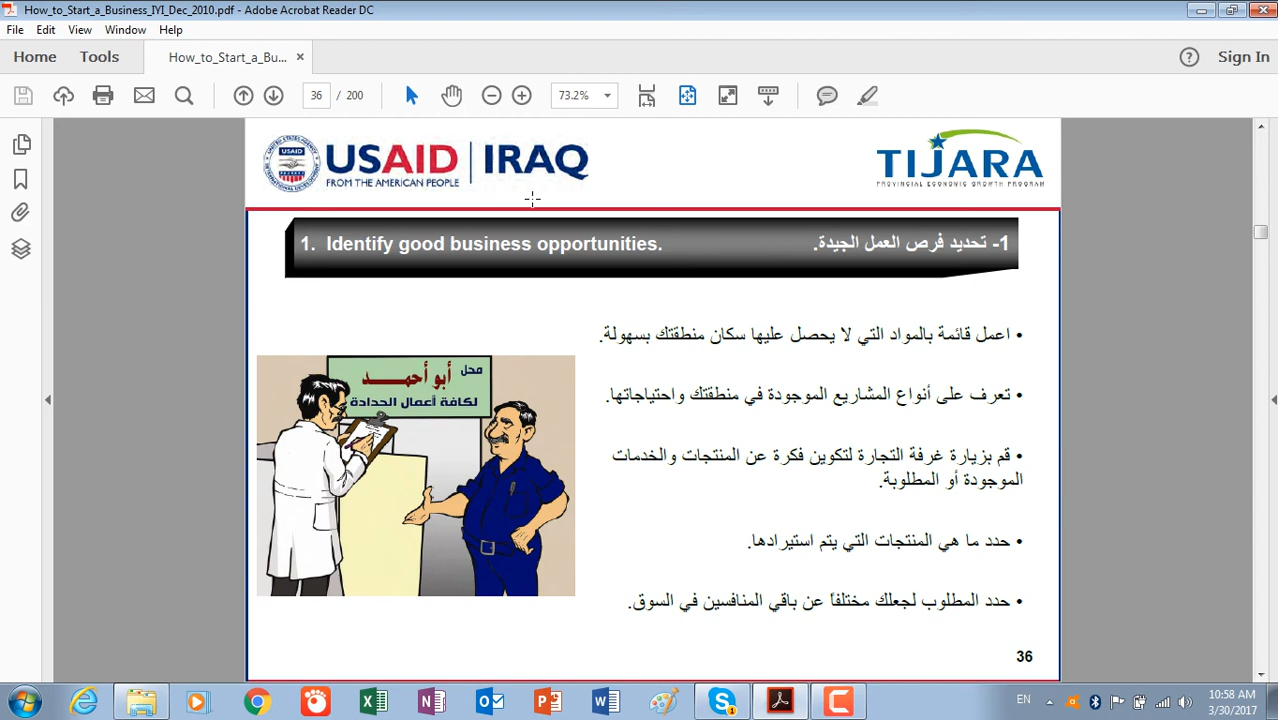 How_to_Start_a_Business_IYI_Dec_2010.pdf - Adobe Acrobat Reader DC
File Edit View Window Help
Home Tools How_to_Start_a_Bu... × Sign In
36 / 200 73.2%
USAID | IRAQ
FROM THE AMERICAN PEOPLE
TIJARA
PROVINCIAL ECONOMIC GROWTH PROGRAM
1. Identify good business opportunities.
1- تحديد فرص العمل الجيدة.
• اعمل قائمة بالمواد التي لا يحصل عليها سكان منطقتك بسهولة.
• تعرف على أنواع المشاريع الموجودة في منطقتك واحتياجاتها.
• قم بزيارة غرفة التجارة لتكوين فكرة عن المنتجات والخدمات
الموجودة أو المطلوبة.
• حدد ما هي المنتجات التي يتم استيرادها.
• حدد المطلوب لجعلك مختلفاً عن باقي المنافسين في السوق.
محل أبو أحمد
لكافة أعمال الحدادة
36
EN
10:58 AM
3/30/2017